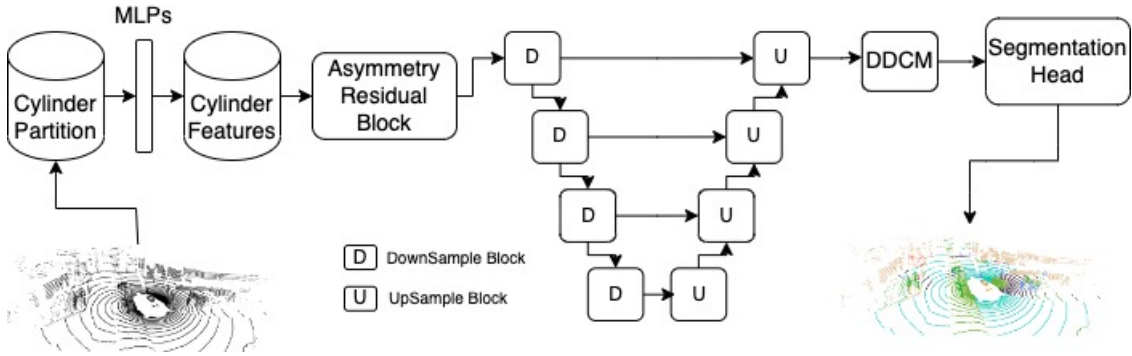 MLPs
Cylinder
Partition
Cylinder
Features
Asymmetry
Residual
Block
D
U
DDCM
Segmentation
Head
D
U
D
U
D
U
D DownSample Block
U UpSample Block